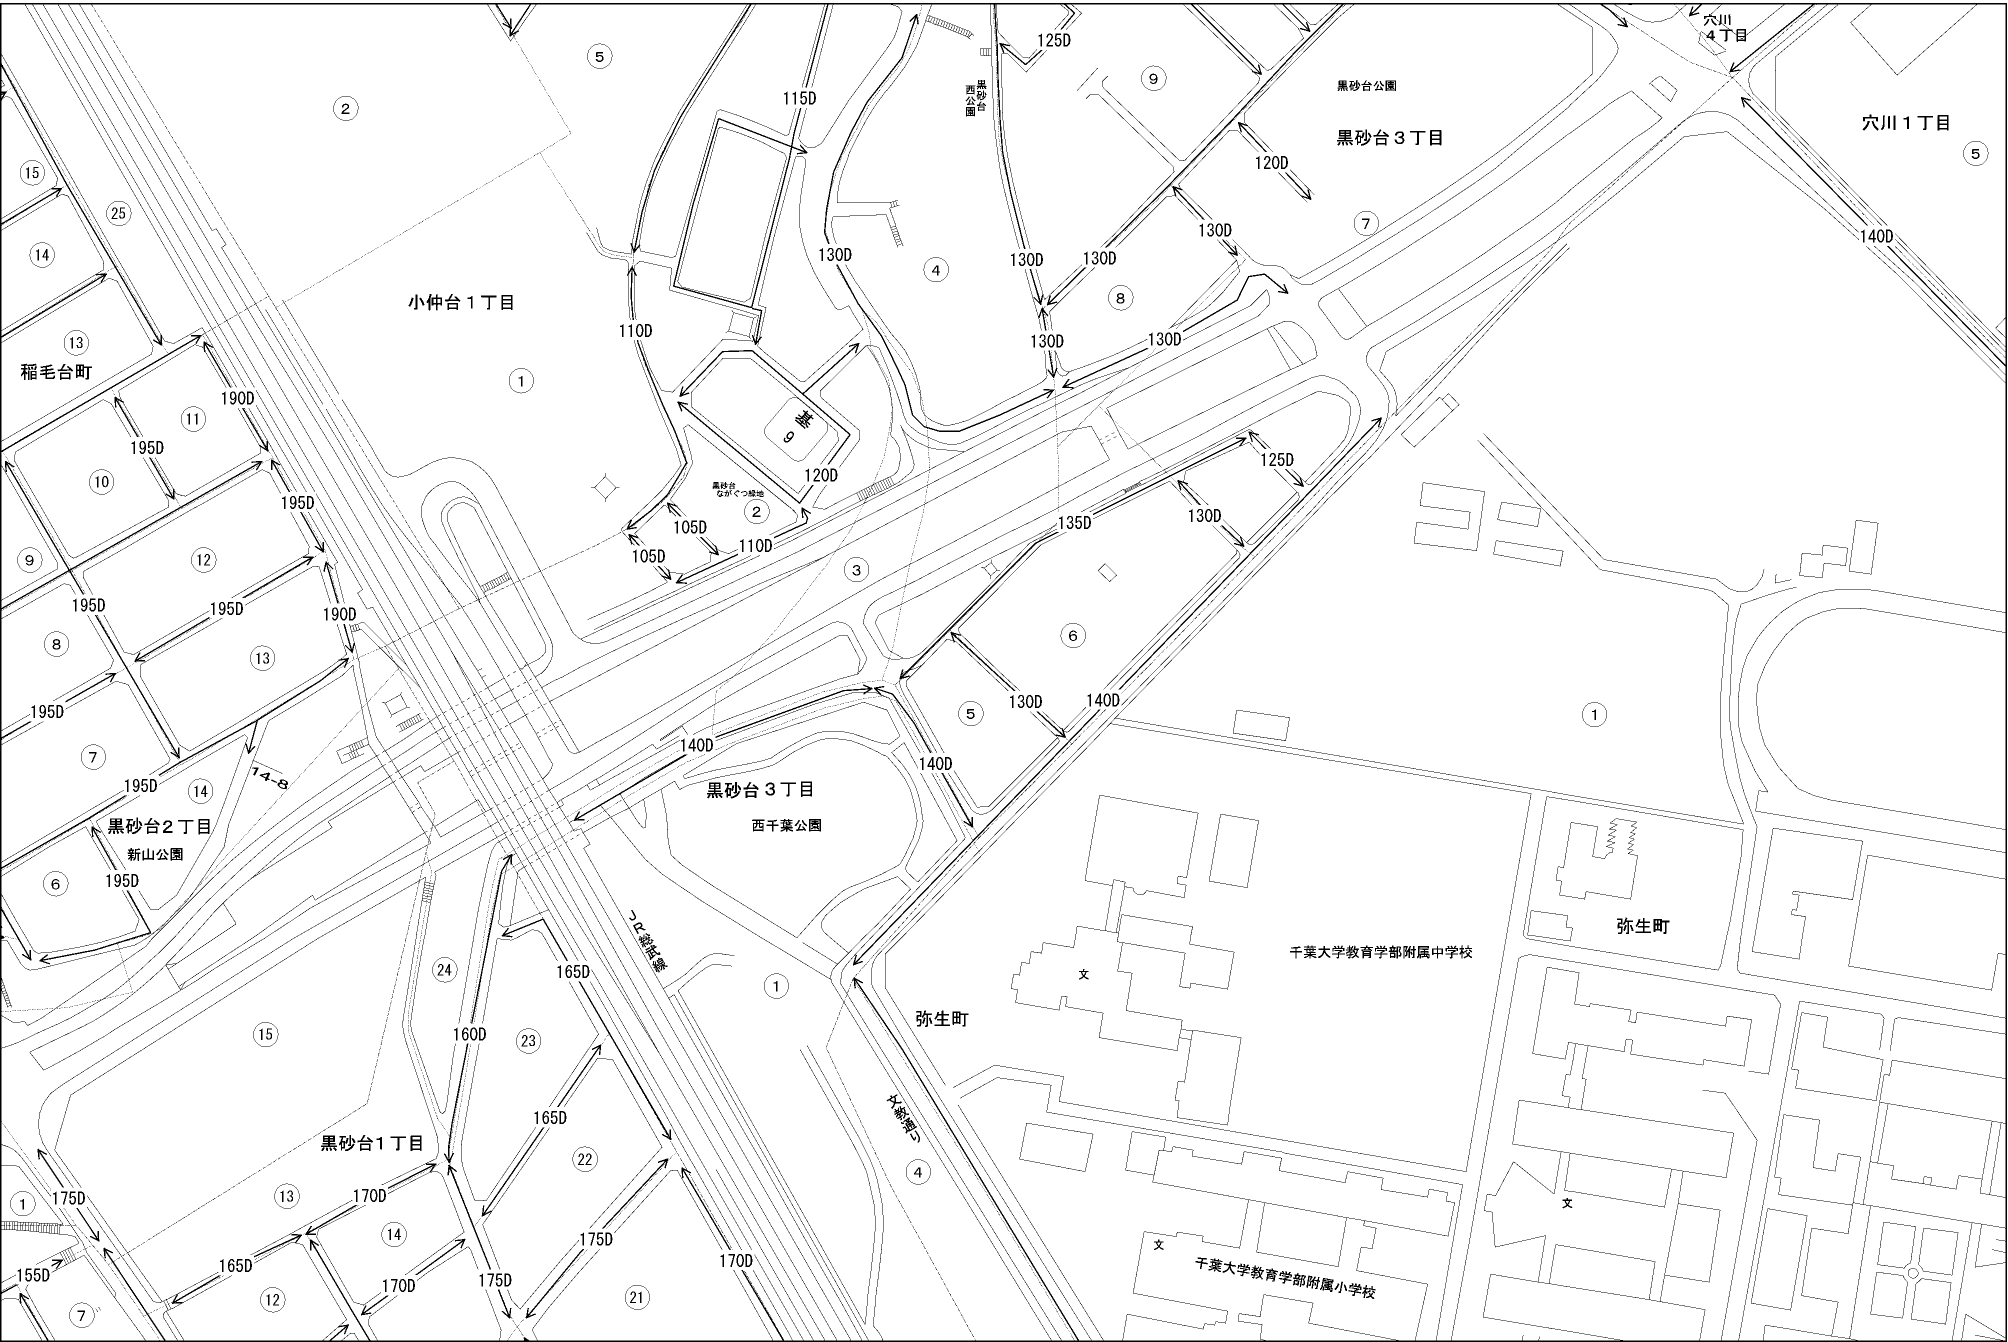 穴川
4丁目
125D
⑤
②
115D
黒砂台
西公園
⑨
黒砂台公園
黒砂台3丁目
穴川1丁目
⑤
120D
⑮
㉕
⑭
130D
④
130D
130D
130D
⑦
140D
小仲台1丁目
⑧
110D
130D
130D
⑬
稲毛台町
①
190D
⑪
195D
基
9
⑩
120D
125D
黒砂台
ながぐつ緑地
②
195D
105D
110D
135D
130D
105D
⑨
⑫
③
195D
195D
190D
⑥
⑧
⑬
195D
130D
140D
⑤
①
140D
140D
⑦
195D
14-8
⑭
黒砂台3丁目
西千葉公園
黒砂台2丁目
新山公園
⑥
195D
JR総武線
弥生町
千葉大学教育学部附属中学校
文
165D
㉔
①
弥生町
⑮
160D
㉓
文教通り
165D
黒砂台1丁目
㉒
④
175D
①
⑬
170D
文
⑭
175D
文
165D
170D
170D
155D
175D
千葉大学教育学部附属小学校
⑦
⑫
㉑